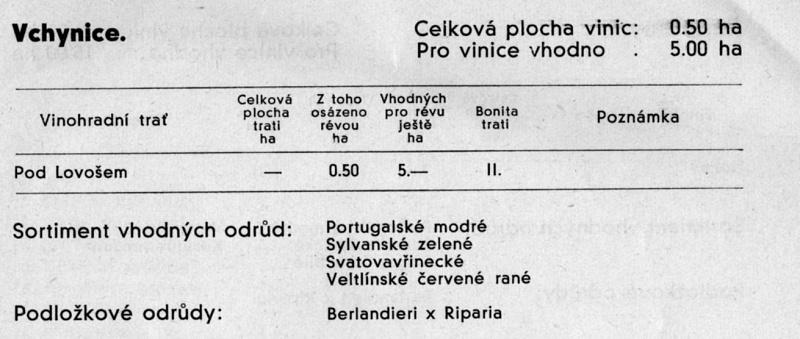 Vchynice.
Celková plocha vinic: 0.50 ha
Pro vinice vhodno . 5.00 ha
Vinohradní trať
Celková plocha trati ha
Z toho osázeno révou ha
Vhodných pro révu ještě ha
Bonita trati
Poznámka
Pod Lovošem — 0.50 5.— II.
Sortiment vhodných odrůd: Portugalské modré
Sylvanské zelené
Svatovavřinecké
Veltlínské červené rané
Podložkové odrůdy: Berlandieri x Riparia